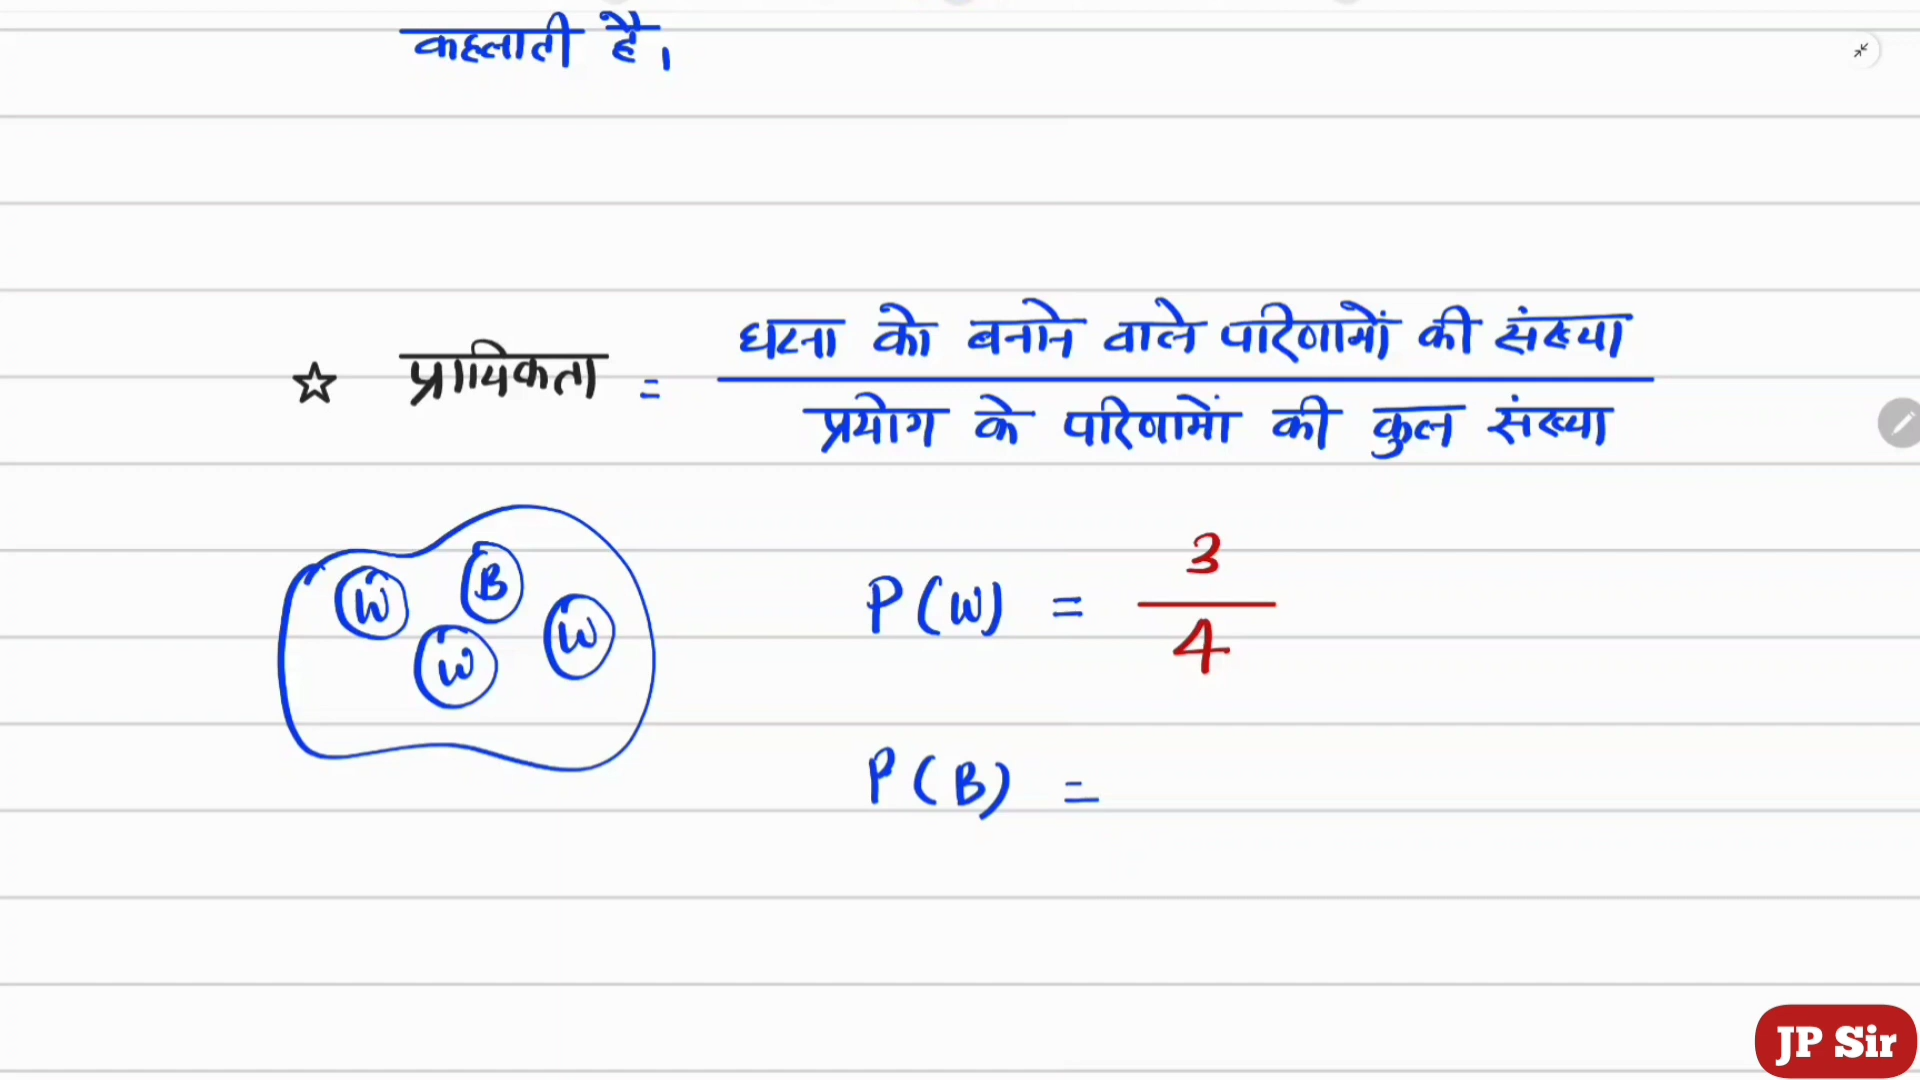 कहलाती है।
घटना को बनाने वाले परिणामों की संख्या
☆ प्रायिकता =
प्रयोग के परिणामों की कुल संख्या
W B W W
P(W) = 3/4
P(B) =
JP Sir